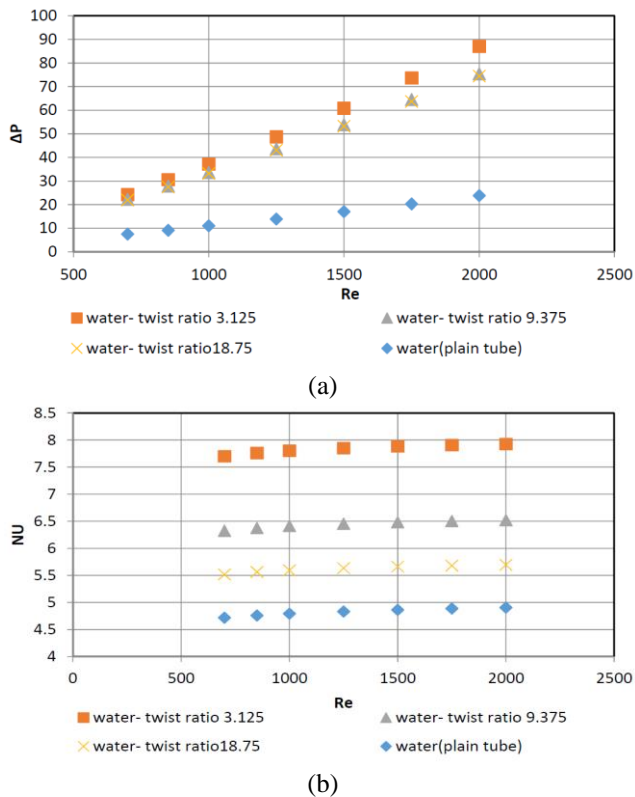 100
90
80
70
60
50
40
30
20
10
0
ΔP
500 1000 1500 2000 2500
Re
water- twist ratio 3.125 water- twist ratio 9.375
water- twist ratio18.75 water(plain tube)
(a)
8.5
8
7.5
7
6.5
6
5.5
5
4.5
4
NU
0 500 1000 1500 2000 2500
Re
water- twist ratio 3.125 water- twist ratio 9.375
water- twist ratio18.75 water(plain tube)
(b)